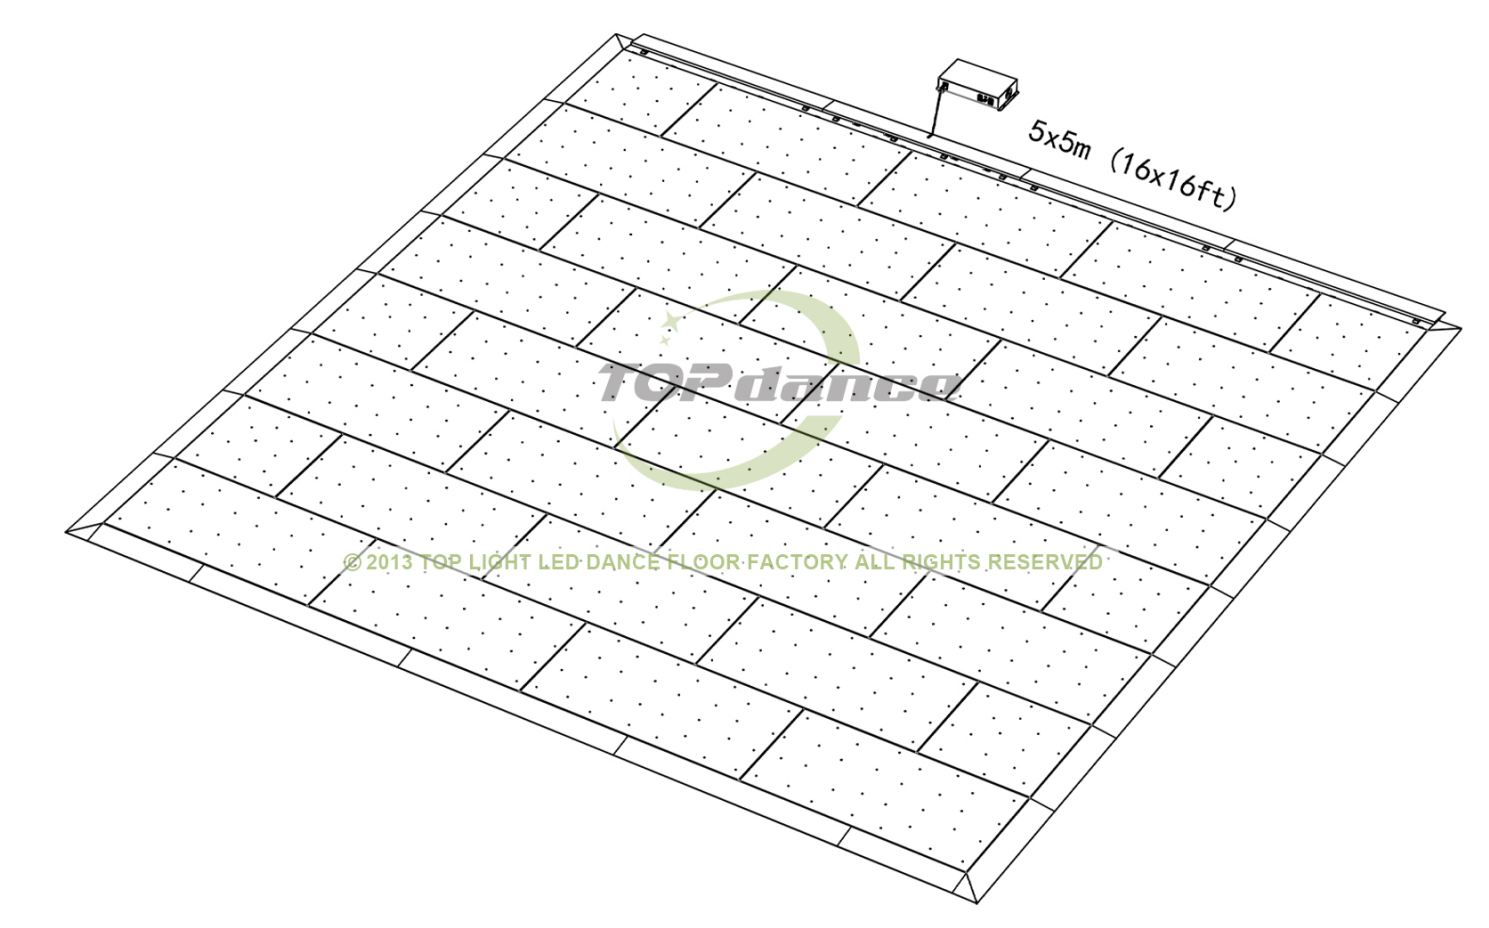 5x5m (16x16ft)
TOPdance
© 2013 TOP LIGHT LED DANCE FLOOR FACTORY ALL RIGHTS RESERVED